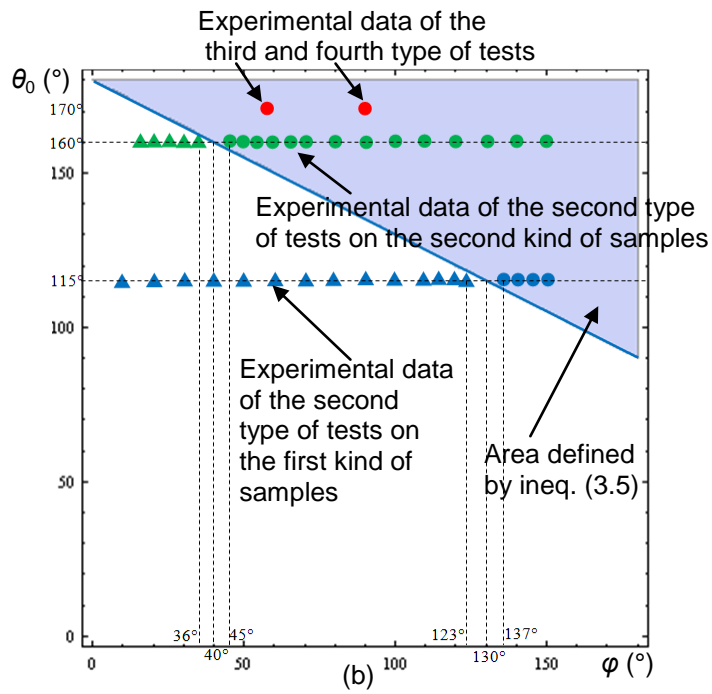 Experimental data of the
third and fourth type of tests
θ₀ (°)
170°
160°
150
Experimental data of the second type
of tests on the second kind of samples
115°
100
Experimental data
of the second
type of tests on
the first kind of
samples
Area defined
by ineq. (3.5)
50
36°
45°
123°
137°
0
40°
130°
0
50
100
150
φ (°)
(b)